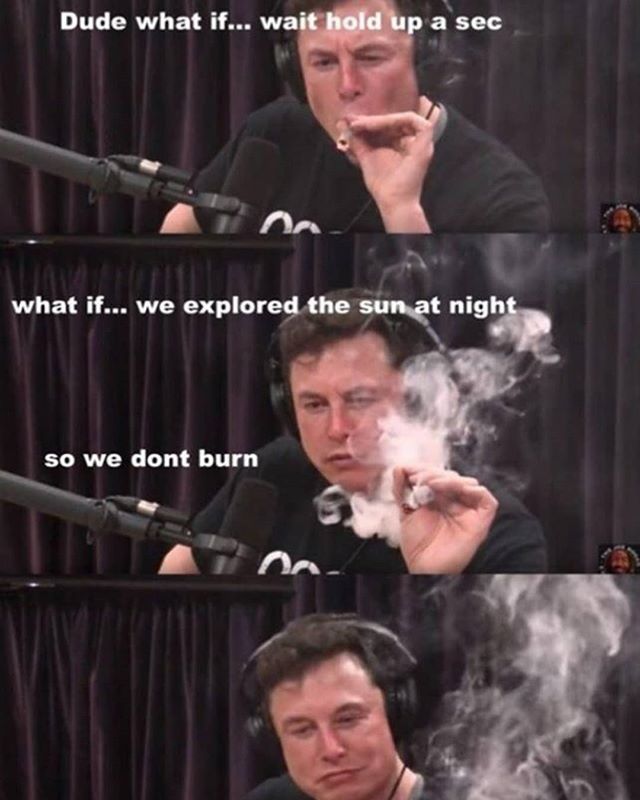 Dude what if... wait hold up a sec
what if... we explored the sun at night
so we dont burn